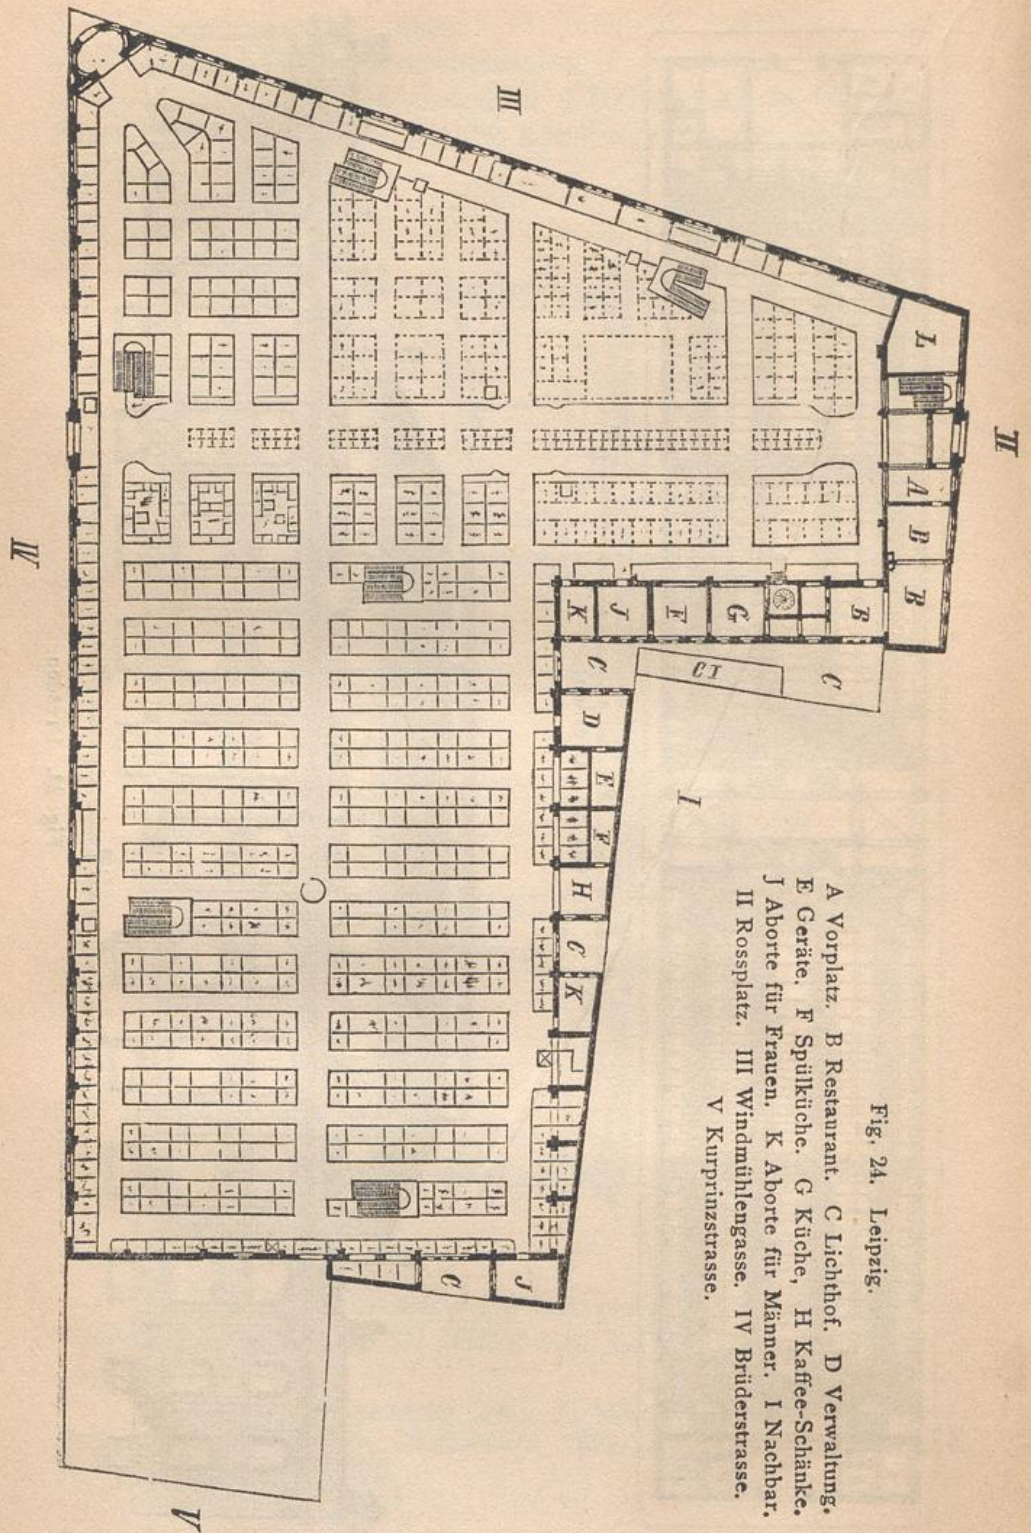 Fig. 24. Leipzig.
A Vorplatz. B Restaurant. C Lichthof. D Verwaltung.
E Geräte. F Spülküche. G Küche, H Kaffee-Schänke.
J Aborte für Frauen. K Aborte für Männer. I Nachbar.
II Rossplatz. III Windmühlengasse. IV Brüderstrasse.
V Kurprinzstrasse.
II
L
A
B
B
III
K
J
F
G
B
C
C I
C
D
E
F
H
C
K
I
IV
C
J
V